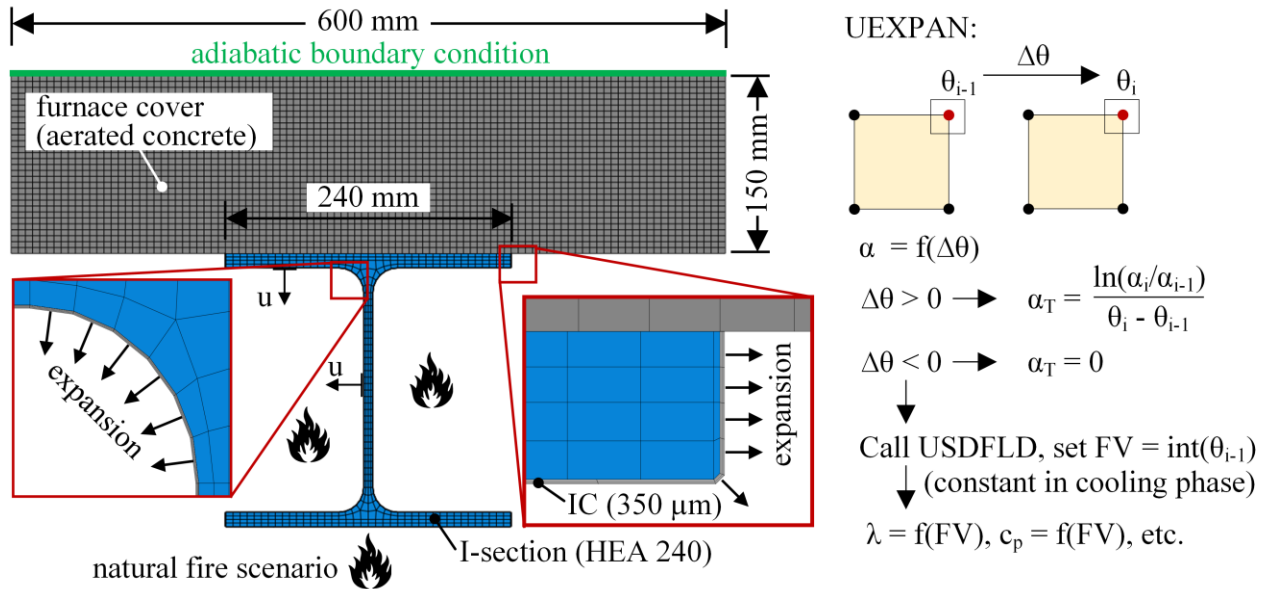 600 mm
adiabatic boundary condition
furnace cover
(aerated concrete)
150 mm
240 mm
u
u
expansion
expansion
IC (350 μm)
I-section (HEA 240)
natural fire scenario
UEXPAN:
Δθ
θi-1
θi
α = f(Δθ)
Δθ > 0 → αT = ln(αi/αi-1) / θi - θi-1
Δθ < 0 → αT = 0
Call USDFLD, set FV = int(θi-1)
(constant in cooling phase)
λ = f(FV), cp = f(FV), etc.